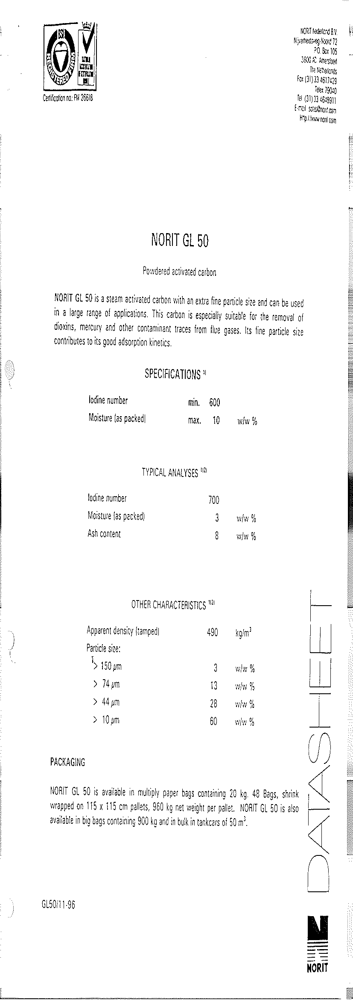 BSI
REGISTERED FIRM
Certification no.: FM 26618
NORIT Nederland B.V.
Nijverheidsweg-Noord 72
P.O. Box 105
3800 AC Amersfoort
The Netherlands
Fax (31) 33 4617429
Telex 79040
Tel (31) 33 4648911
E-mail sales@norit.com
Http://www.norit.com
NORIT GL 50
Powdered activated carbon
NORIT GL 50 is a steam activated carbon with an extra fine particle size and can be used
in a large range of applications. This carbon is especially suitable for the removal of
dioxins, mercury and other contaminant traces from flue gases. Its fine particle size
contributes to its good adsorption kinetics.
SPECIFICATIONS 1)
Iodine number min. 600
Moisture (as packed) max. 10 w/w %
TYPICAL ANALYSES 1)2)
Iodine number 700
Moisture (as packed) 3 w/w %
Ash content 8 w/w %
OTHER CHARACTERISTICS 1)2)
Apparent density (tamped) 490 kg/m³
Particle size:
> 150 µm 3 w/w %
> 74 µm 13 w/w %
> 44 µm 28 w/w %
> 10 µm 60 w/w %
PACKAGING
NORIT GL 50 is available in multiply paper bags containing 20 kg. 48 Bags, shrink
wrapped on 115 x 115 cm pallets, 960 kg net weight per pallet. NORIT GL 50 is also
available in big bags containing 900 kg and in bulk in tankcars of 50 m³.
GL50/11-96
DATASHEET
NORIT